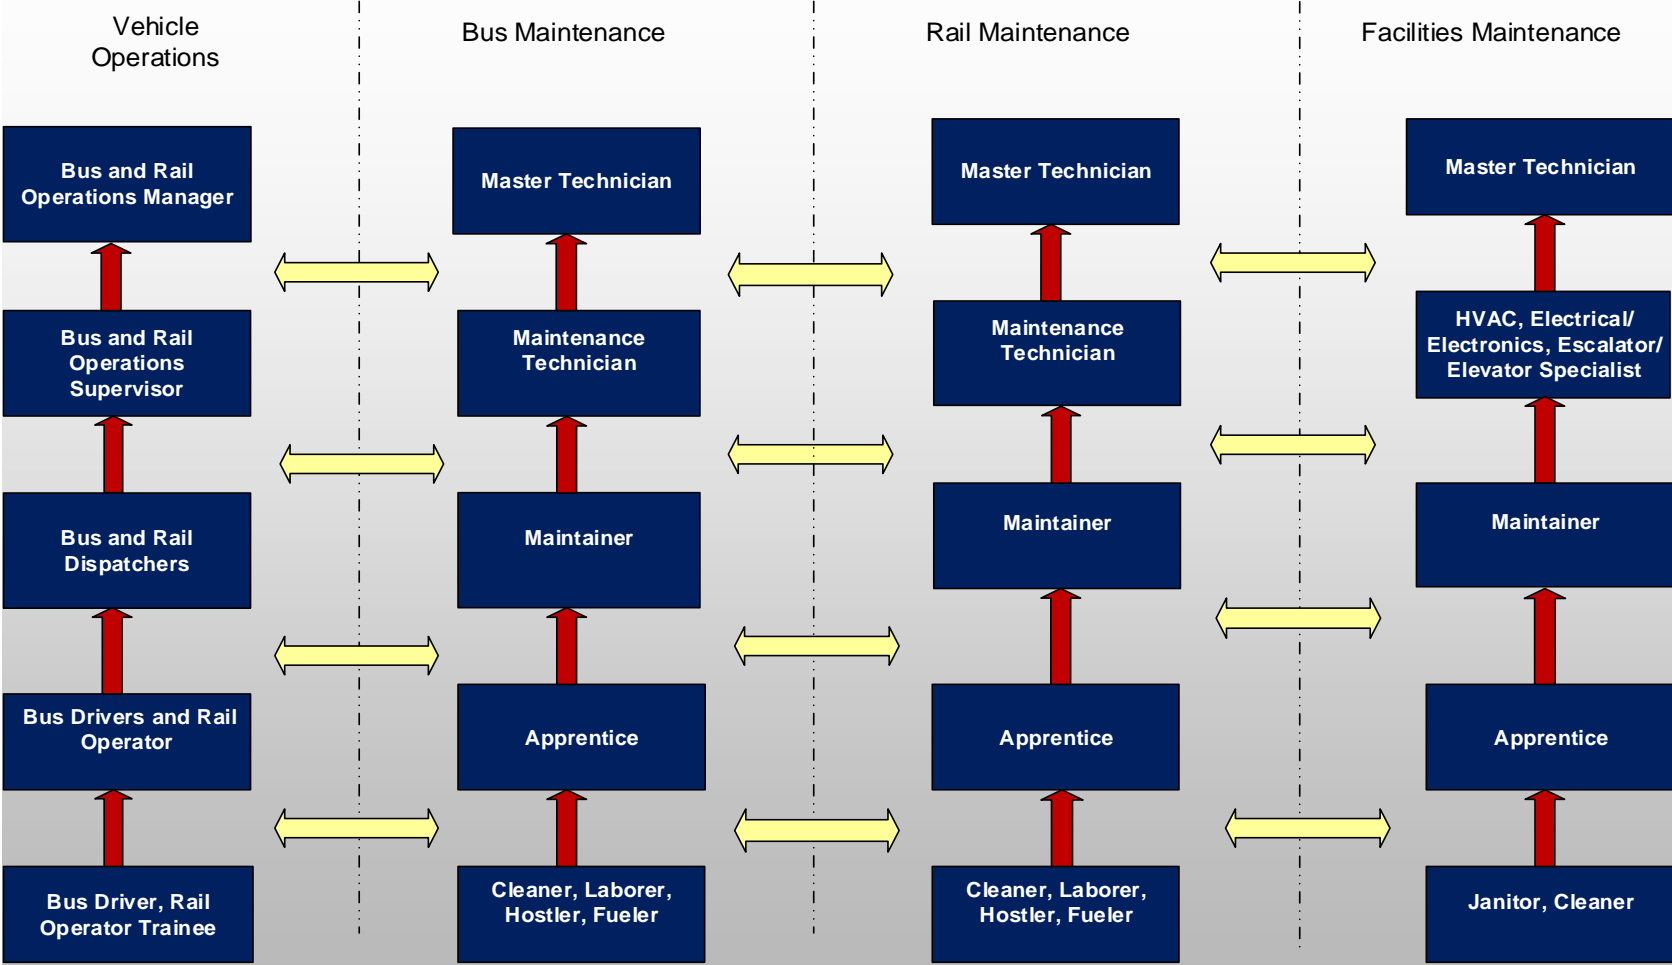 Vehicle
Operations
Bus Maintenance
Rail Maintenance
Facilities Maintenance
Bus and Rail
Operations Manager
Master Technician
Master Technician
Master Technician
Bus and Rail
Operations
Supervisor
Maintenance
Technician
Maintenance
Technician
HVAC, Electrical/
Electronics, Escalator/
Elevator Specialist
Bus and Rail
Dispatchers
Maintainer
Maintainer
Maintainer
Bus Drivers and Rail
Operator
Apprentice
Apprentice
Apprentice
Bus Driver, Rail
Operator Trainee
Cleaner, Laborer,
Hostler, Fueler
Cleaner, Laborer,
Hostler, Fueler
Janitor, Cleaner